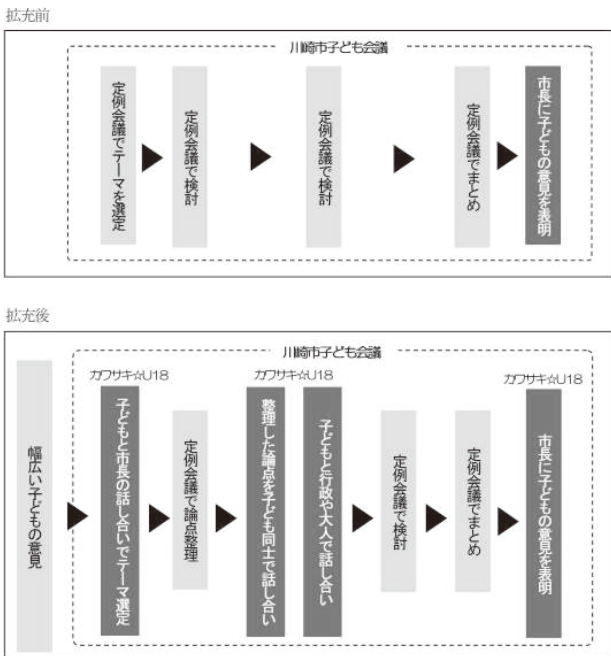 拡充前
川崎市子ども会議
定例会議でテーマを選定
定例会議で検討
定例会議で検討
定例会議でまとめ
市長に子どもの意見を表明
拡充後
川崎市子ども会議
幅広い子どもの意見
カワサキ☆U18
子どもと市長の話し合いでテーマ選定
定例会議で論点整理
カワサキ☆U18
整理した論点を子ども同士で話し合い
子どもと行政や大人で話し合い
定例会議で検討
定例会議でまとめ
カワサキ☆U18
市長に子どもの意見を表明